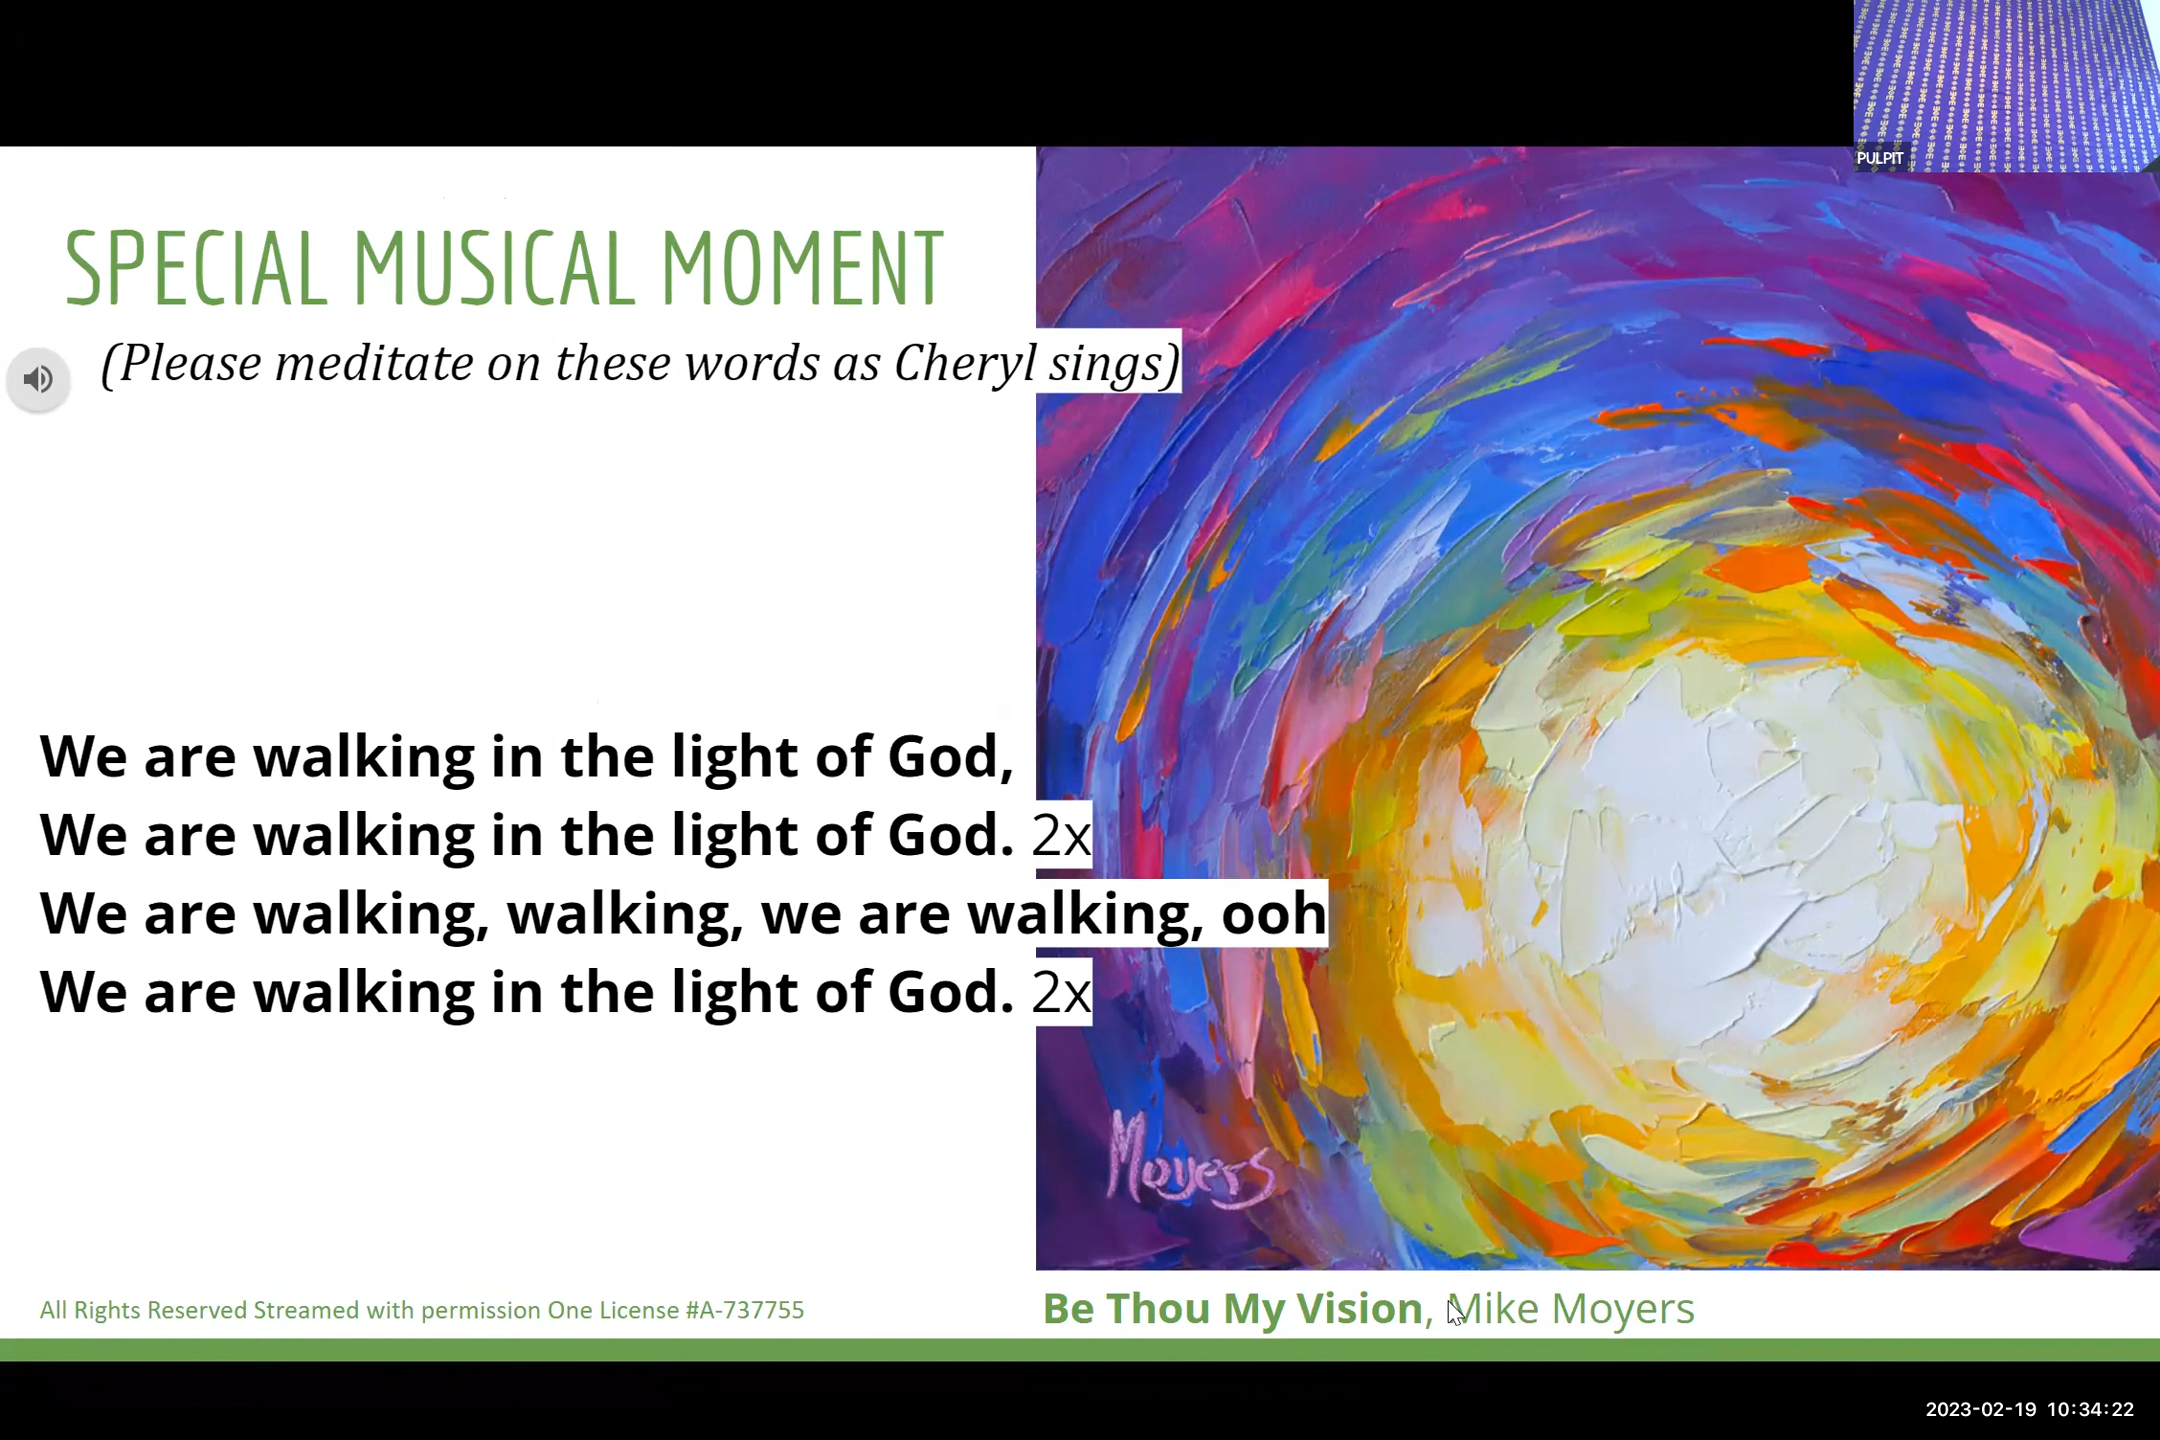 PULPIT
SPECIAL MUSICAL MOMENT
(Please meditate on these words as Cheryl sings)
We are walking in the light of God,
We are walking in the light of God. 2x
We are walking, walking, we are walking, ooh
We are walking in the light of God. 2x
Moyers
All Rights Reserved Streamed with permission One License #A-737755
Be Thou My Vision, Mike Moyers
2023-02-19 10:34:22